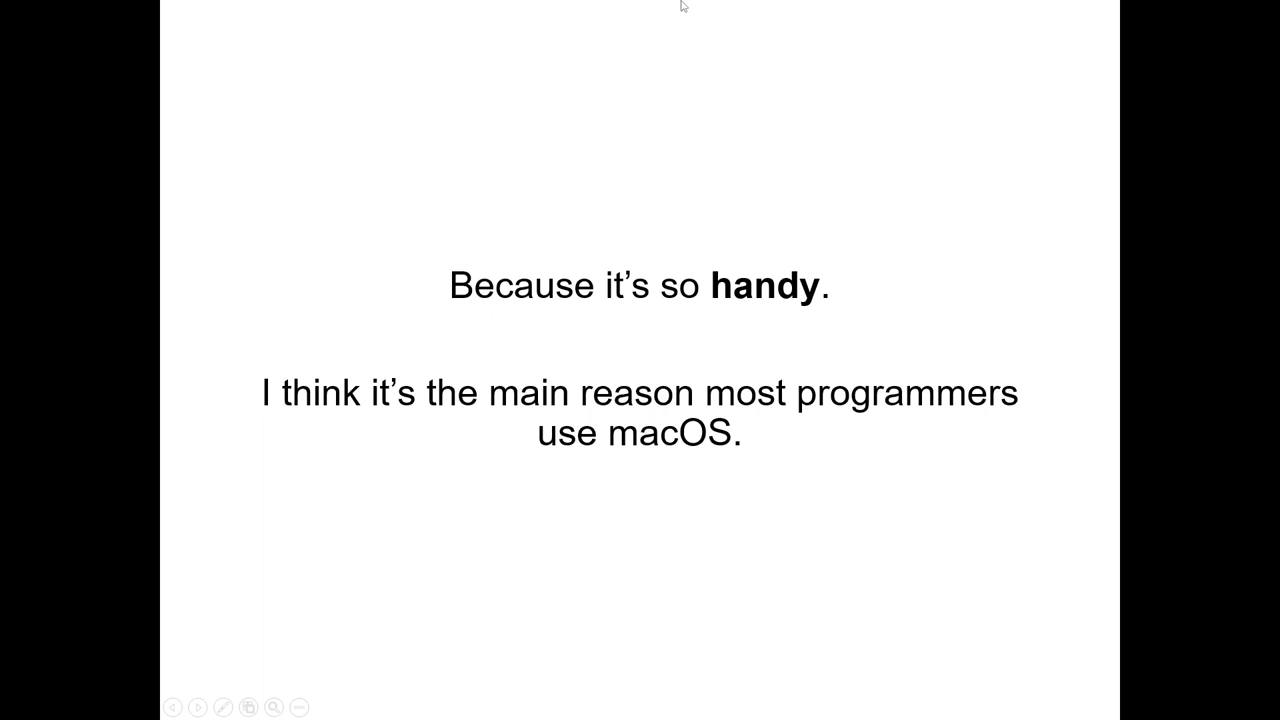 Because it’s so handy.
I think it’s the main reason most programmers
use macOS.